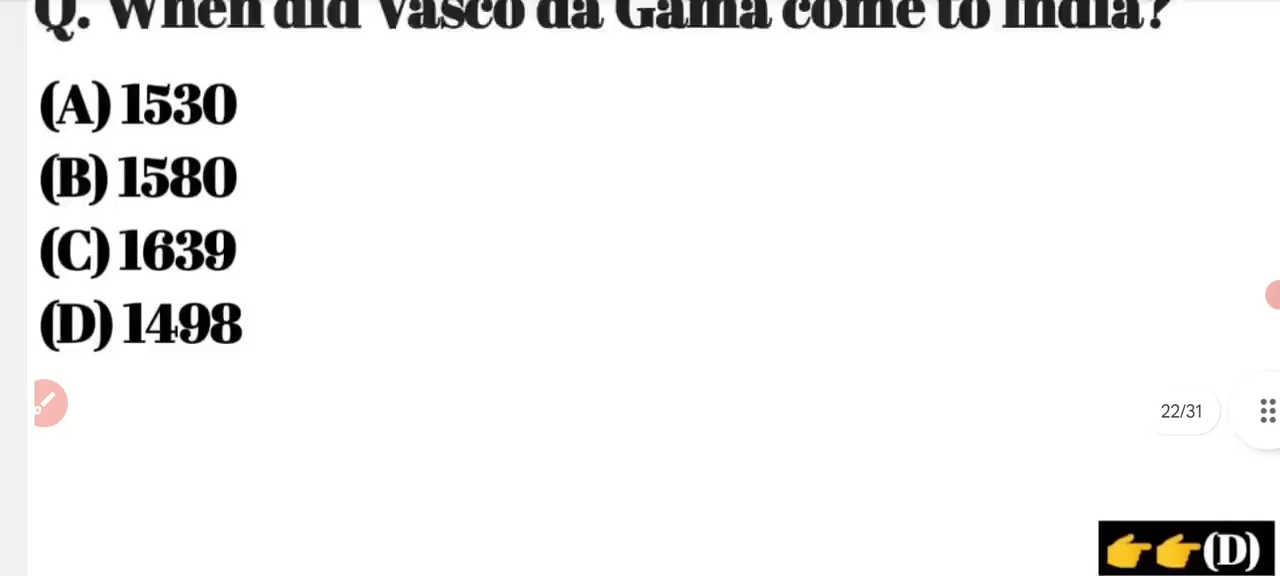 Q. When did Vasco da Gama come to India?
(A) 1530
(B) 1580
(C) 1639
(D) 1498
22/31
👉👉(D)